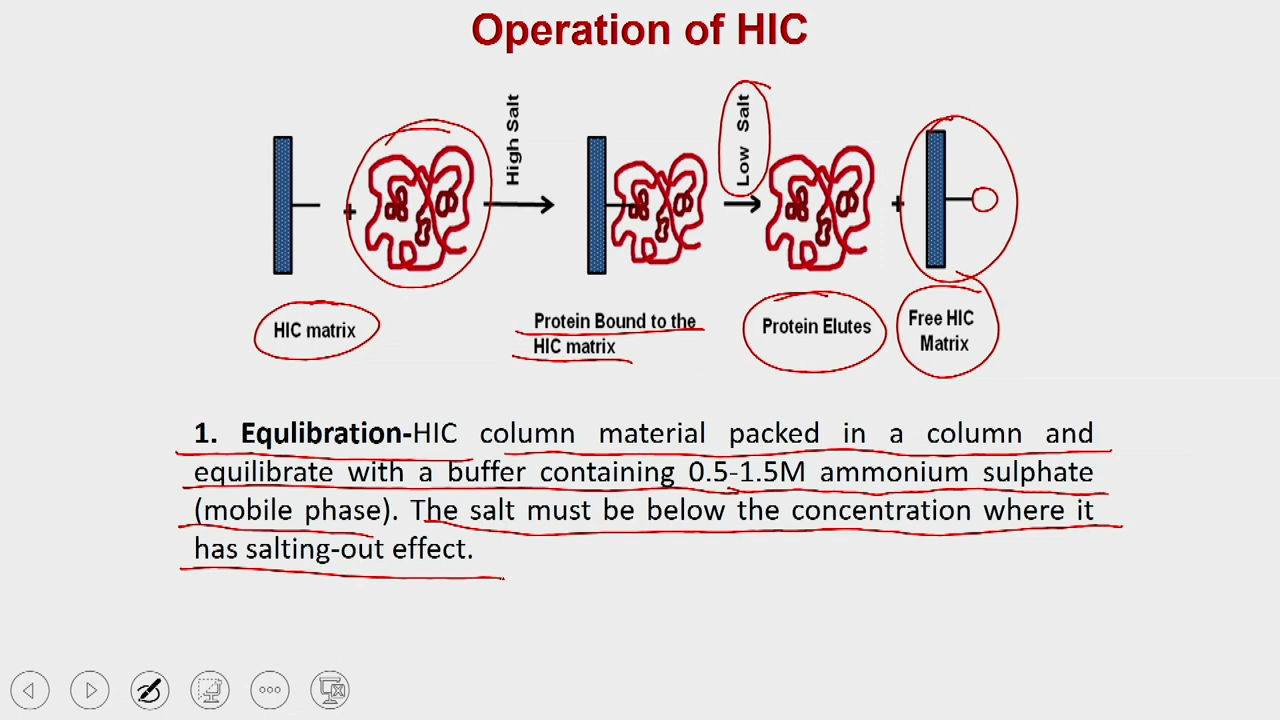 Operation of HIC
High Salt
Low Salt
+
+
HIC matrix
Protein Bound to the
HIC matrix
Protein Elutes
Free HIC
Matrix
1. Equlibration-HIC column material packed in a column and
equilibrate with a buffer containing 0.5-1.5M ammonium sulphate
(mobile phase). The salt must be below the concentration where it
has salting-out effect.